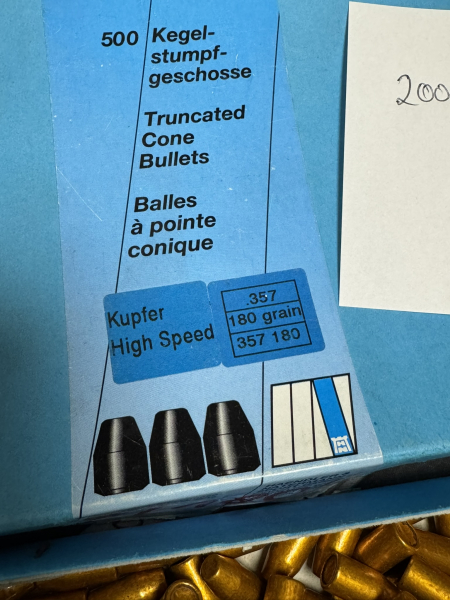 500 Kegel-
stumpf-
geschosse
Truncated
Cone
Bullets
Balles
à pointe
conique
Kupfer
High Speed
.357
180 grain
357 180
200